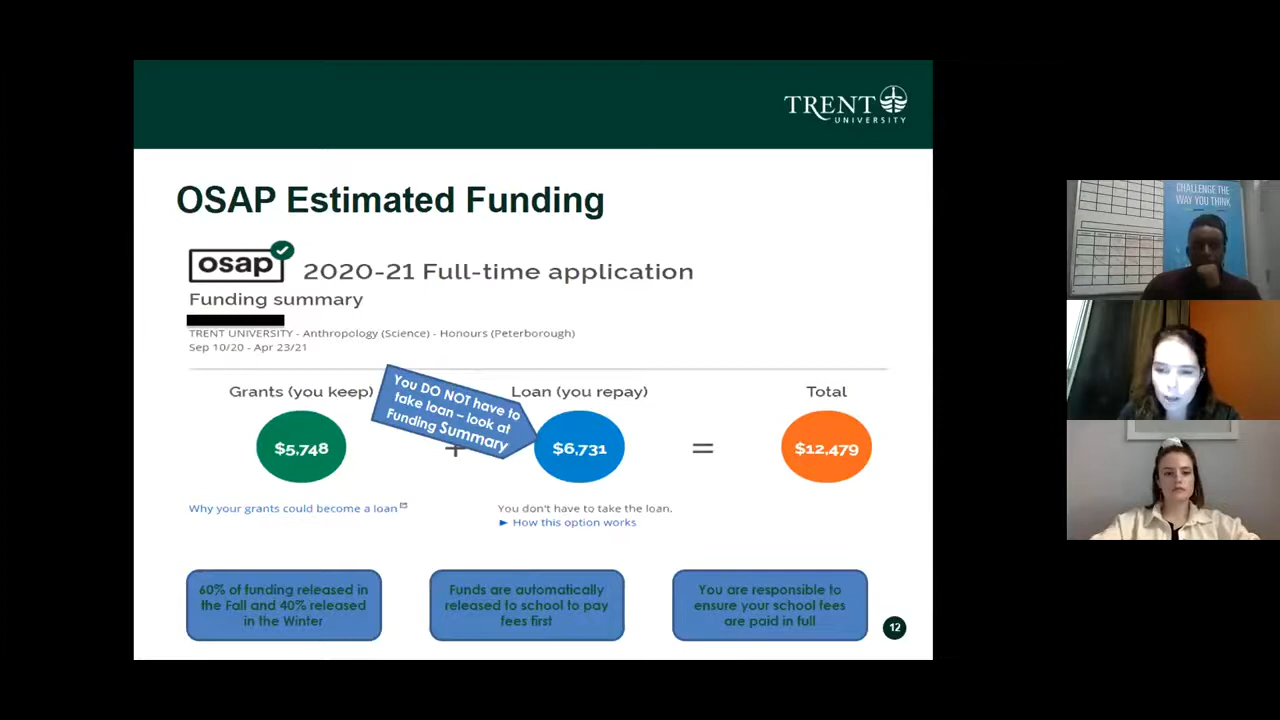 TRENT
UNIVERSITY
OSAP Estimated Funding
osap
2020-21 Full-time application
Funding summary
TRENT UNIVERSITY - Anthropology (Science) - Honours (Peterborough)
Sep 10/20 - Apr 23/21
Grants (you keep)
You DO NOT have to
take loan – look at
Funding Summary
Loan (you repay)
Total
$5,748
+
$6,731
=
$12,479
Why your grants could become a loan
You don't have to take the loan.
► How this option works
60% of funding released in
the Fall and 40% released
in the Winter
Funds are automatically
released to school to pay
fees first
You are responsible to
ensure your school fees
are paid in full
12
CHALLENGE THE
WAY YOU THINK